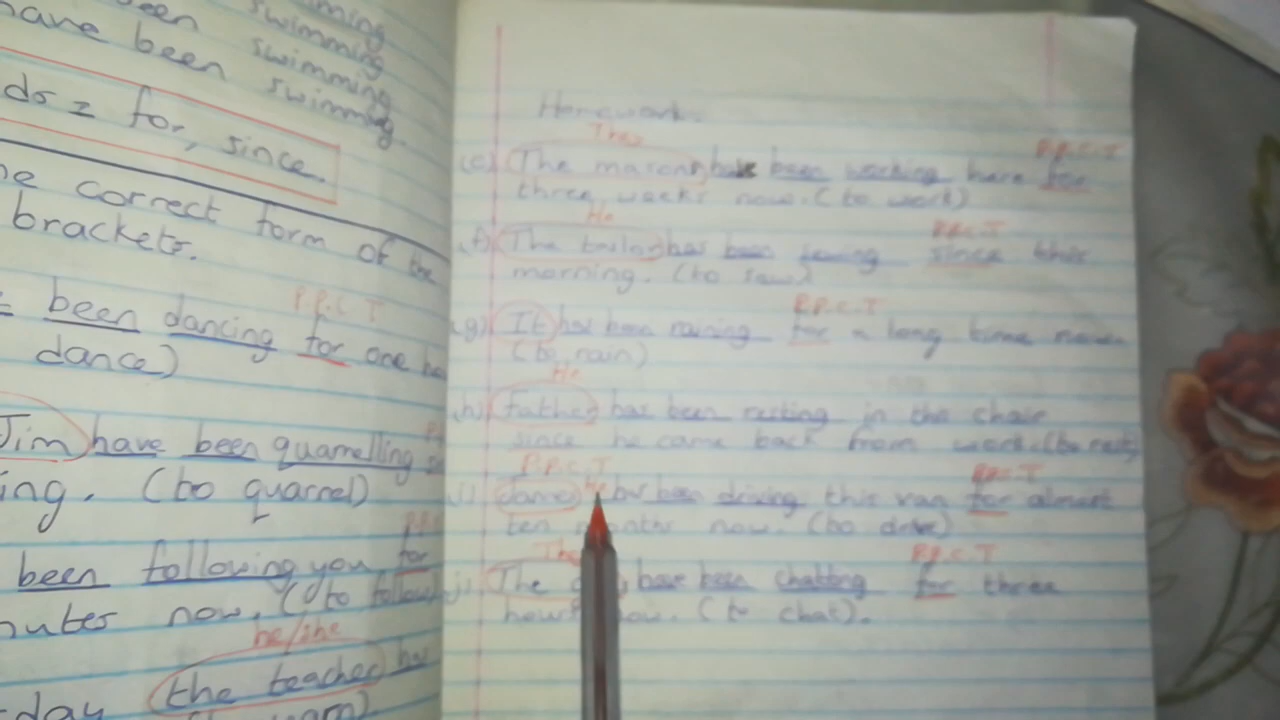 swimming
have been swimming
swimming
ds = for, since.
correct form of the
brackets.
P.P.C.T
been dancing for one
dance)
Jim have been quarrelling
ing. (to quarrel)
been following you for
nutes now. (to follow)
he/she
day the teacher has
Homework.
They
P.P.C.T
(e) The masons have been working here for
three weeks now. (to work)
He
P.P.C.T
(f) The tailor has been sewing since this
morning. (to sew)
P.P.C.T
(g) It has been raining for a long time now.
(to rain)
He
(h) Father has been resting in the chair
since he came back from work. (to rest)
P.P.C.T
he
P.P.C.T
(i) James has been driving this van for almost
ten months now. (to drive)
P.P.C.T
(j) The have been chatting for three
hours now. (to chat).